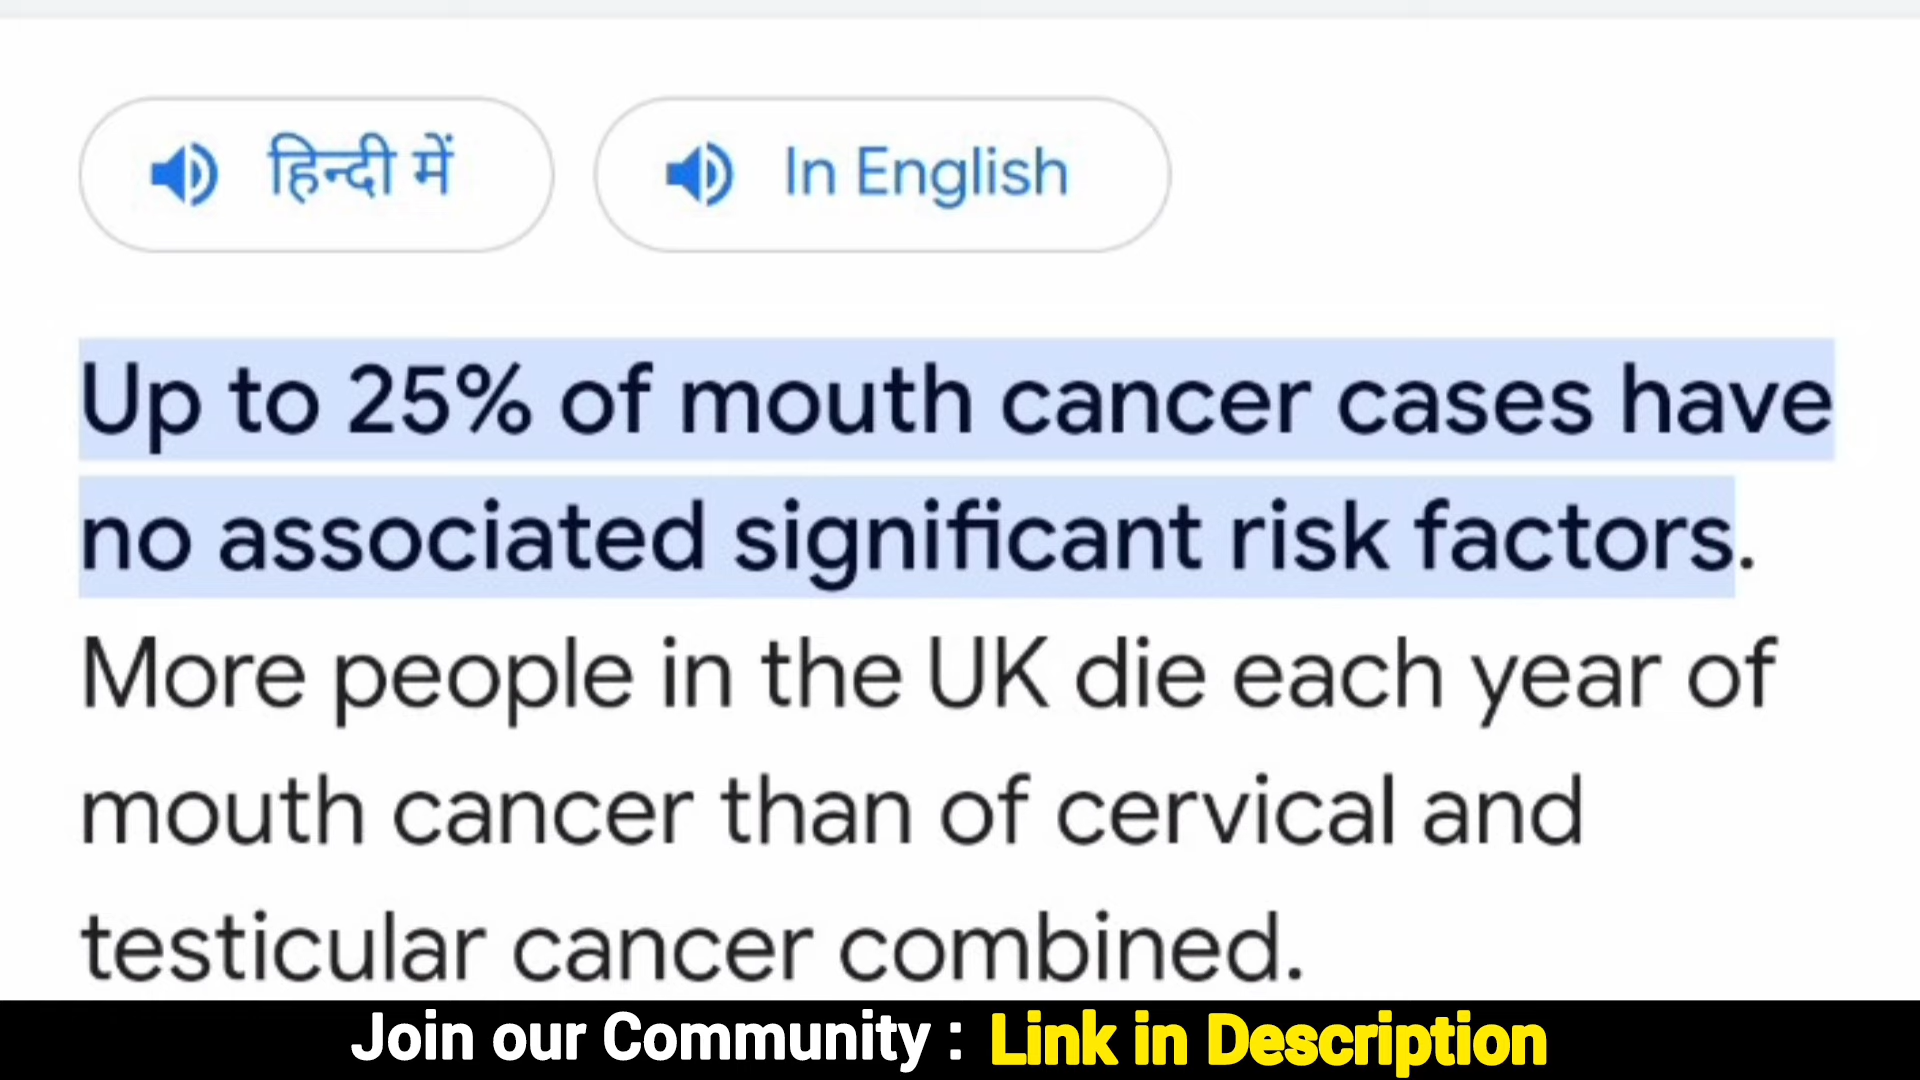 हिन्दी में
In English
Up to 25% of mouth cancer cases have
no associated significant risk factors.
More people in the UK die each year of
mouth cancer than of cervical and
testicular cancer combined.
Join our Community : Link in Description